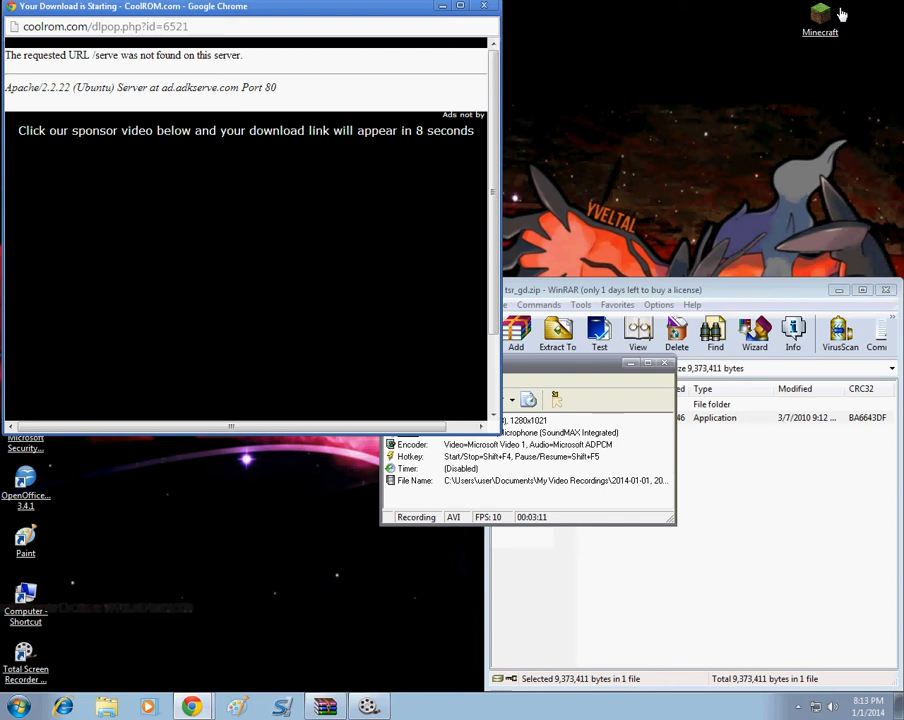 Your Download is Starting - CoolROM.com - Google Chrome
coolrom.com/dlpop.php?id=6521
The requested URL /serve was not found on this server.
Apache/2.2.22 (Ubuntu) Server at ad.adkserve.com Port 80
Ads not by
Click our sponsor video below and your download link will appear in 8 seconds
Minecraft
YVELTAL
tsr_gd.zip - WinRAR (only 1 days left to buy a license)
Commands Tools Favorites Options Help
Add Extract To Test View Delete Find Wizard Info VirusScan Com
ze 9,373,411 bytes
Type Modified CRC32
File folder
46 Application 3/7/2010 9:12 ... BA6643DF
), 1280x1021
icrophone (SoundMAX Integrated)
Encoder: Video=Microsoft Video 1, Audio=Microsoft ADPCM
Hotkey: Start/Stop=Shift+F4, Pause/Resume=Shift+F5
Timer: (Disabled)
File Name: C:\Users\user\Documents\My Video Recordings\2014-01-01, 20...
Recording AVI FPS: 10 00:03:11
Microsoft
Security...
OpenOffice...
3.4.1
Paint
Computer -
Shortcut
Total Screen
Recorder ...
Selected 9,373,411 bytes in 1 file Total 9,373,411 bytes in 1 file
8:13 PM
1/1/2014